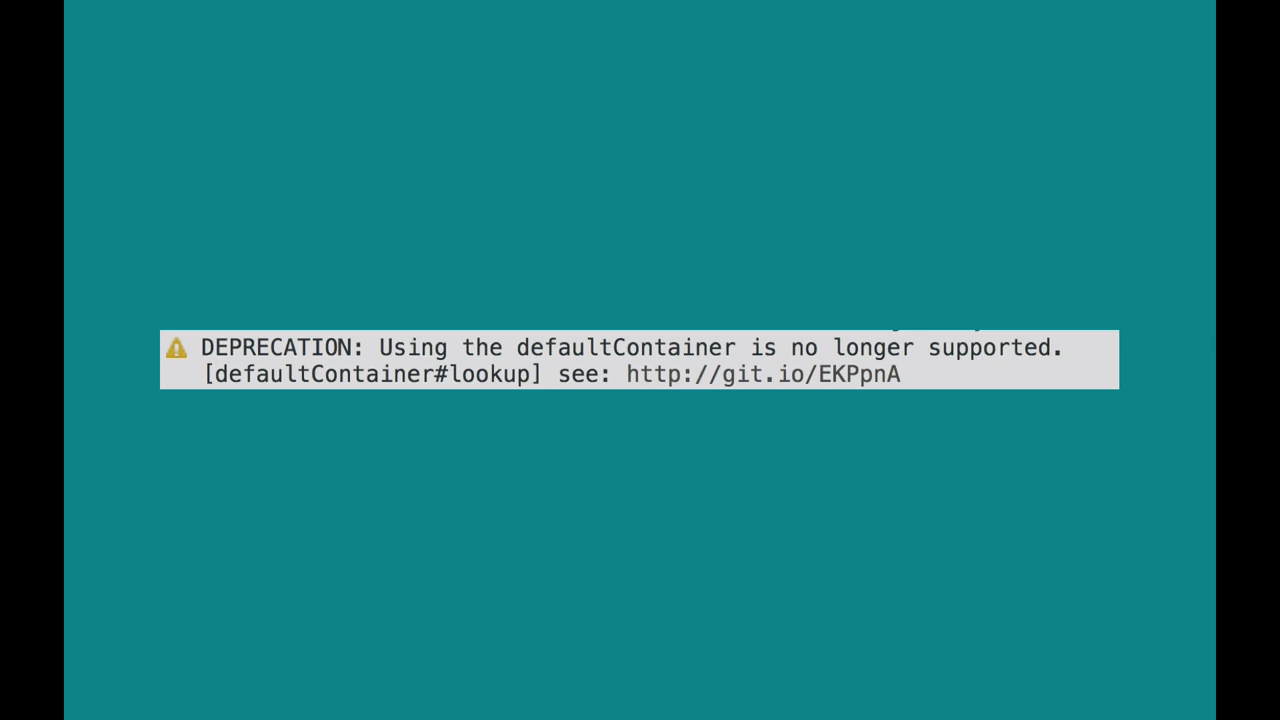 DEPRECATION: Using the defaultContainer is no longer supported.
[defaultContainer#lookup] see: http://git.io/EKPpnA